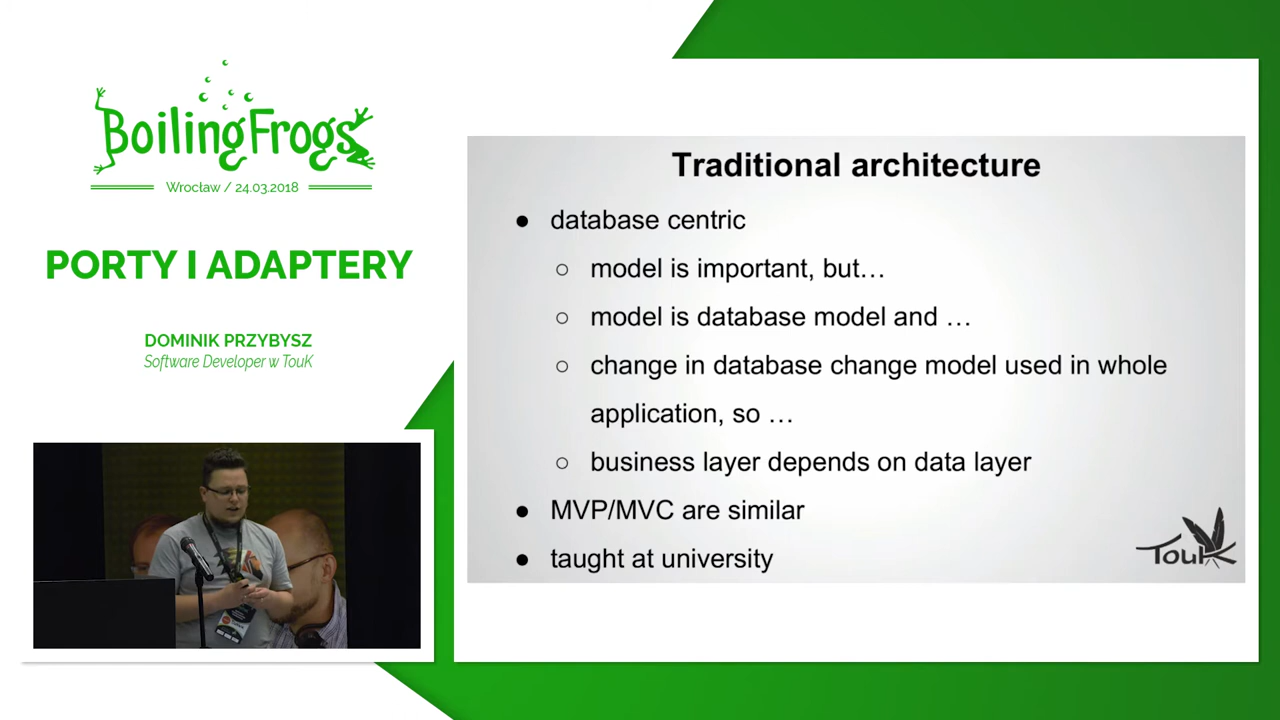 BoilingFrogs
Wrocław / 24.03.2018
PORTY I ADAPTERY
DOMINIK PRZYBYSZ
Software Developer w TouK
Traditional architecture
● database centric
○ model is important, but…
○ model is database model and …
○ change in database change model used in whole
application, so …
○ business layer depends on data layer
● MVP/MVC are similar
● taught at university
TouK